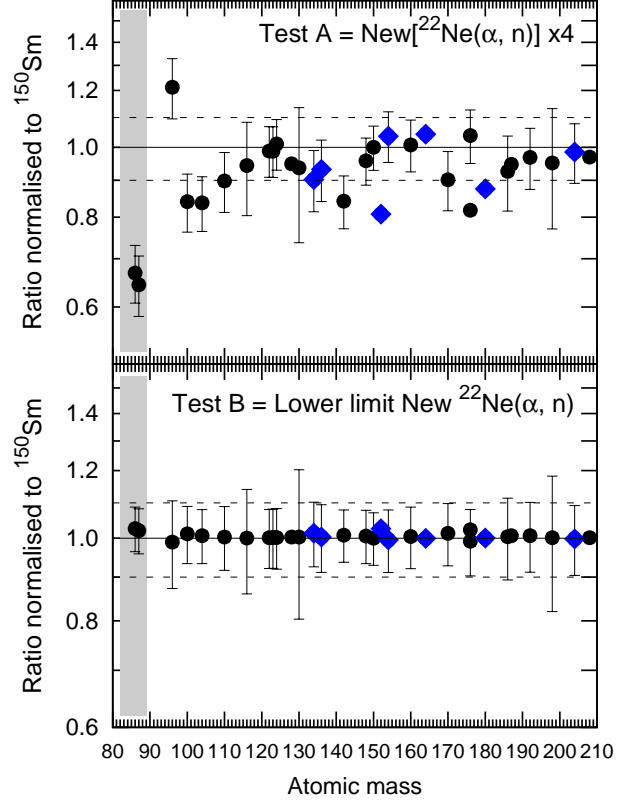 Test A = New[²²Ne(α, n)] x4
Ratio normalised to ¹⁵⁰Sm
1.4
1.2
1.0
0.8
0.6
Test B = Lower limit New ²²Ne(α, n)
Ratio normalised to ¹⁵⁰Sm
1.4
1.2
1.0
0.8
0.6
80 90 100 110 120 130 140 150 160 170 180 190 200 210
Atomic mass